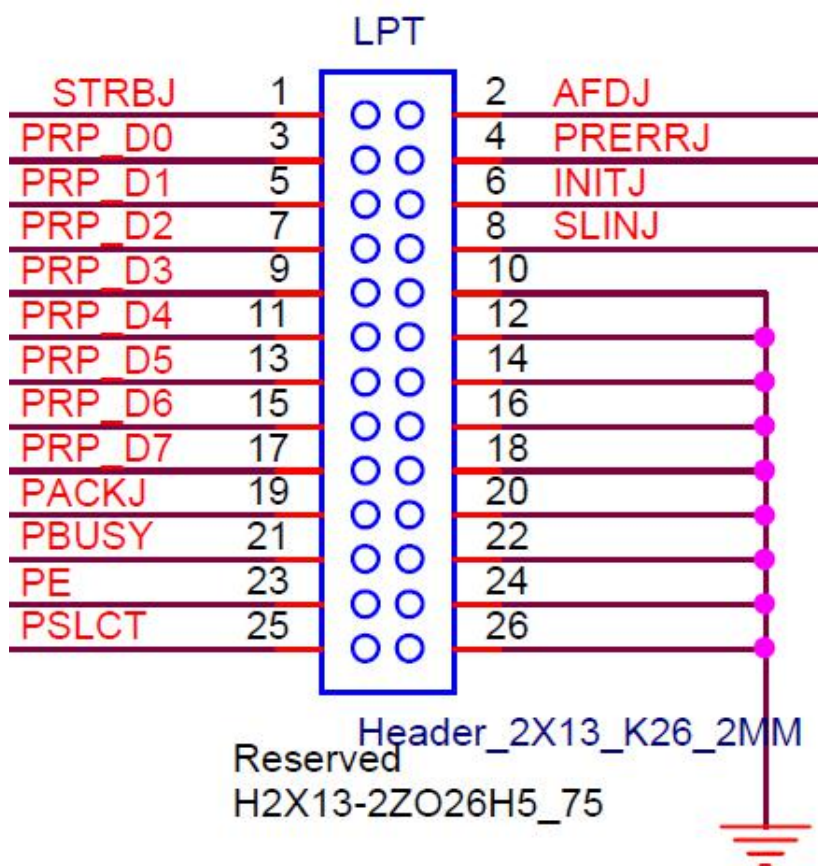 LPT
STRBJ 1 2 AFDJ
PRP_D0 3 4 PRERRJ
PRP_D1 5 6 INITJ
PRP_D2 7 8 SLINJ
PRP_D3 9 10
PRP_D4 11 12
PRP_D5 13 14
PRP_D6 15 16
PRP_D7 17 18
PACKJ 19 20
PBUSY 21 22
PE 23 24
PSLCT 25 26
Header_2X13_K26_2MM
Reserved
H2X13-2ZO26H5_75